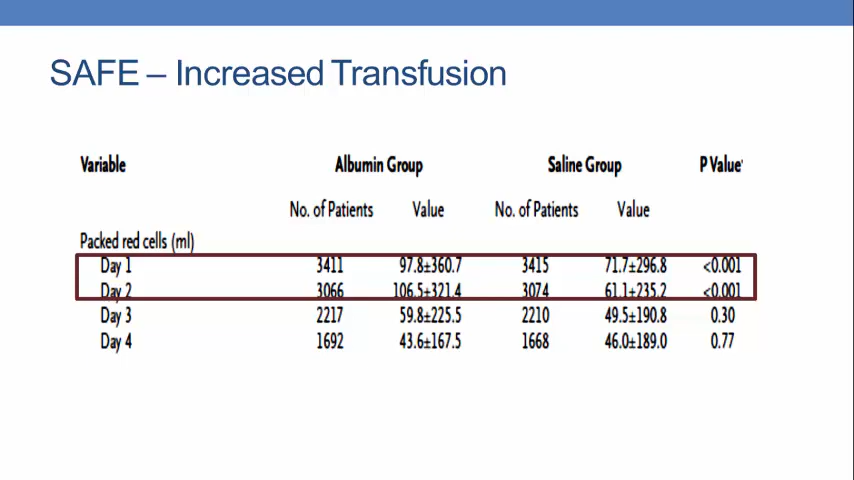 SAFE – Increased Transfusion
Variable Albumin Group Saline Group P Value
No. of Patients Value No. of Patients Value
Packed red cells (ml)
Day 1 3411 97.8±360.7 3415 71.7±296.8 <0.001
Day 2 3066 106.5±321.4 3074 61.1±235.2 <0.001
Day 3 2217 59.8±225.5 2210 49.5±190.8 0.30
Day 4 1692 43.6±167.5 1668 46.0±189.0 0.77